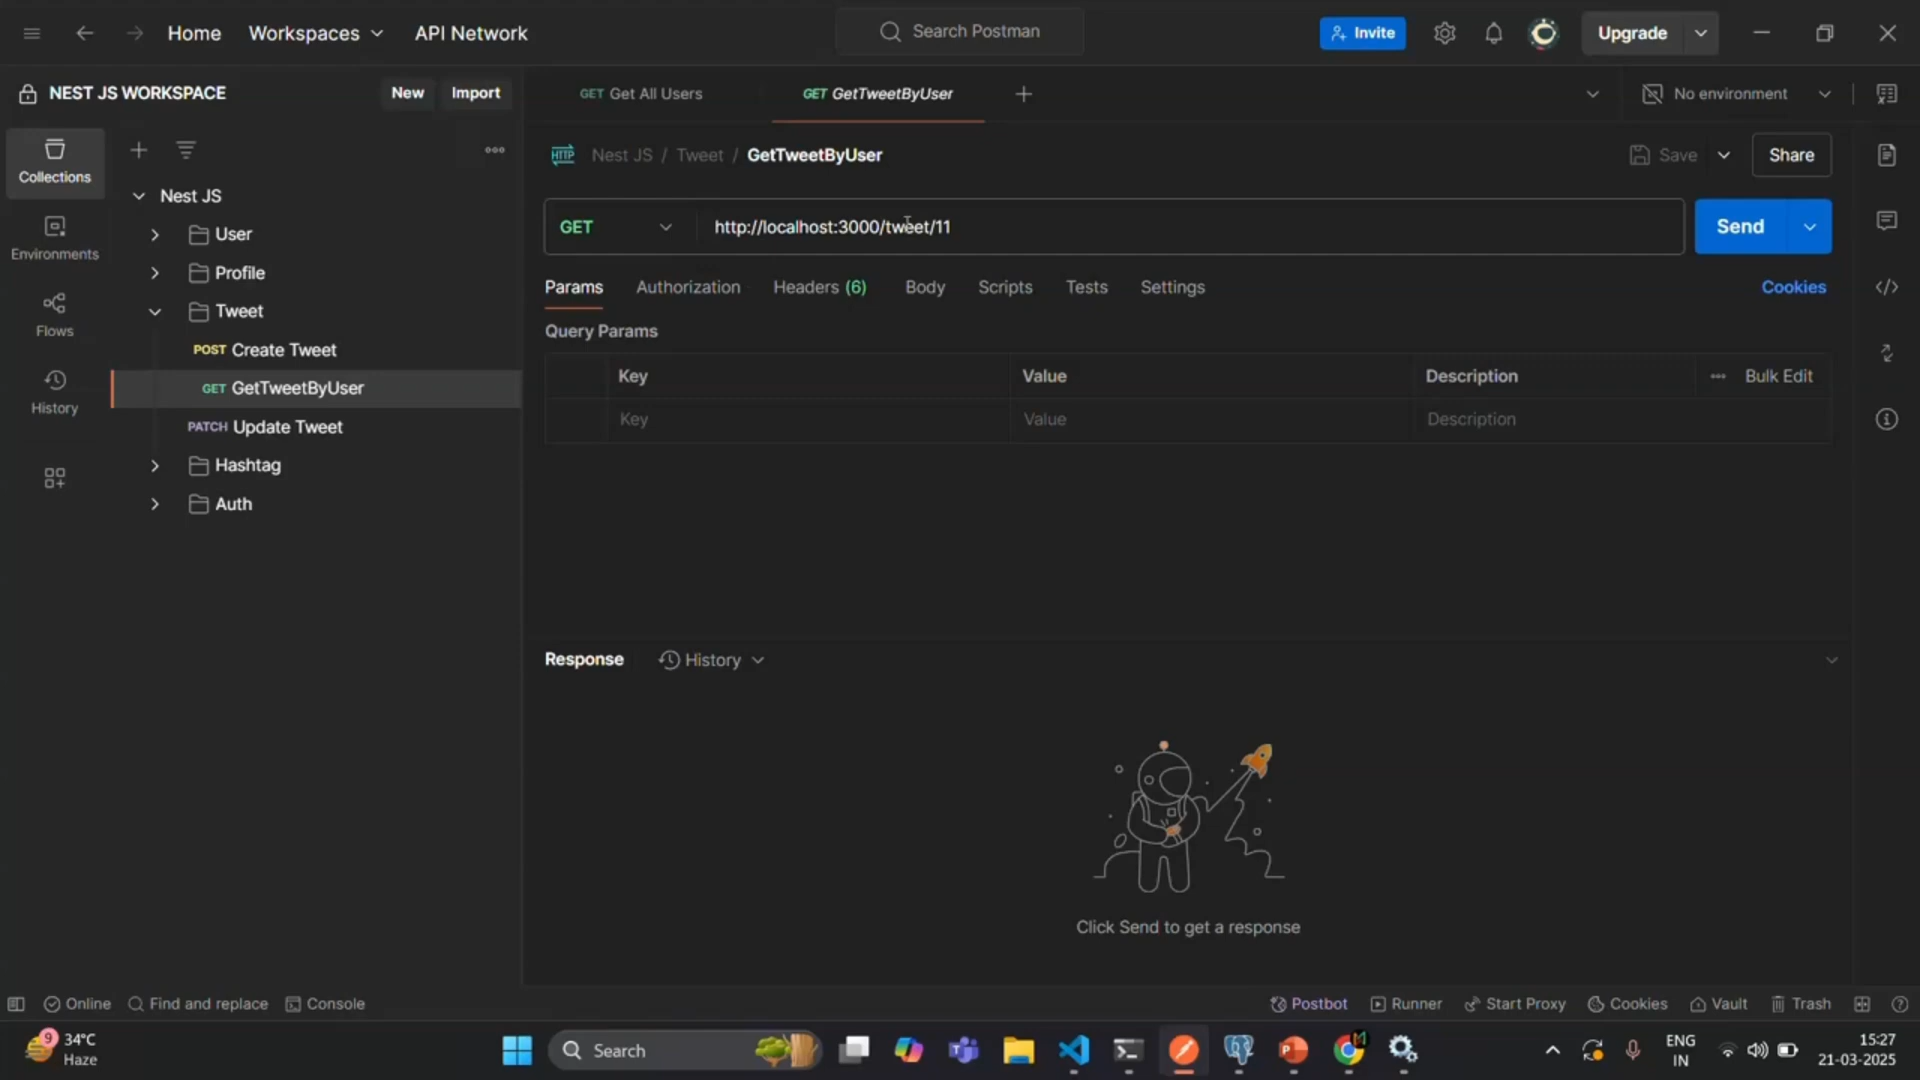 Home
Workspaces
API Network
Search Postman
Invite
Upgrade
NEST JS WORKSPACE
New
Import
GET Get All Users
GET GetTweetByUser
No environment
Collections
Environments
Flows
History
Nest JS
User
Profile
Tweet
POST Create Tweet
GET GetTweetByUser
PATCH Update Tweet
Hashtag
Auth
HTTP Nest JS / Tweet / GetTweetByUser
Save
Share
GET
http://localhost:3000/tweet/11
Send
Params
Authorization
Headers (6)
Body
Scripts
Tests
Settings
Cookies
Query Params
Key
Value
Description
Bulk Edit
Key
Value
Description
Response
History
Click Send to get a response
Online
Find and replace
Console
Postbot
Runner
Start Proxy
Cookies
Vault
Trash
9
34°C
Haze
Search
ENG
IN
15:27
21-03-2025